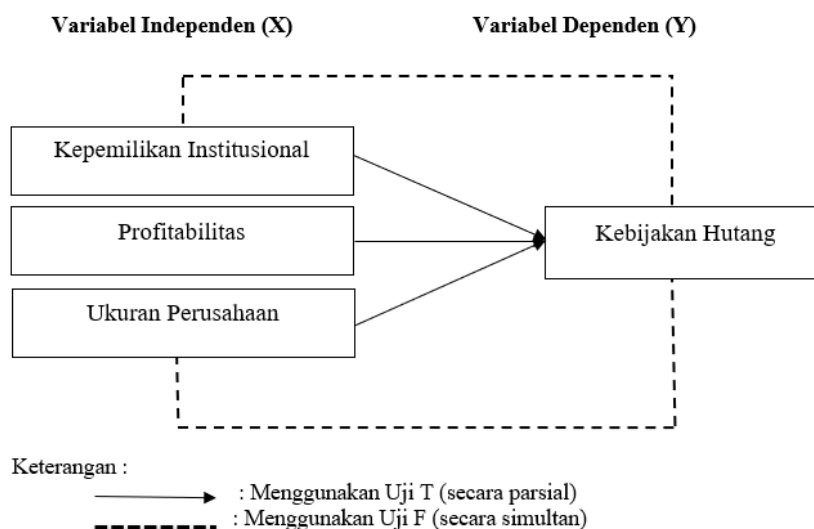 Variabel Independen (X)
Variabel Dependen (Y)
Kepemilikan Institusional
Profitabilitas
Kebijakan Hutang
Ukuran Perusahaan
Keterangan :
: Menggunakan Uji T (secara parsial)
: Menggunakan Uji F (secara simultan)